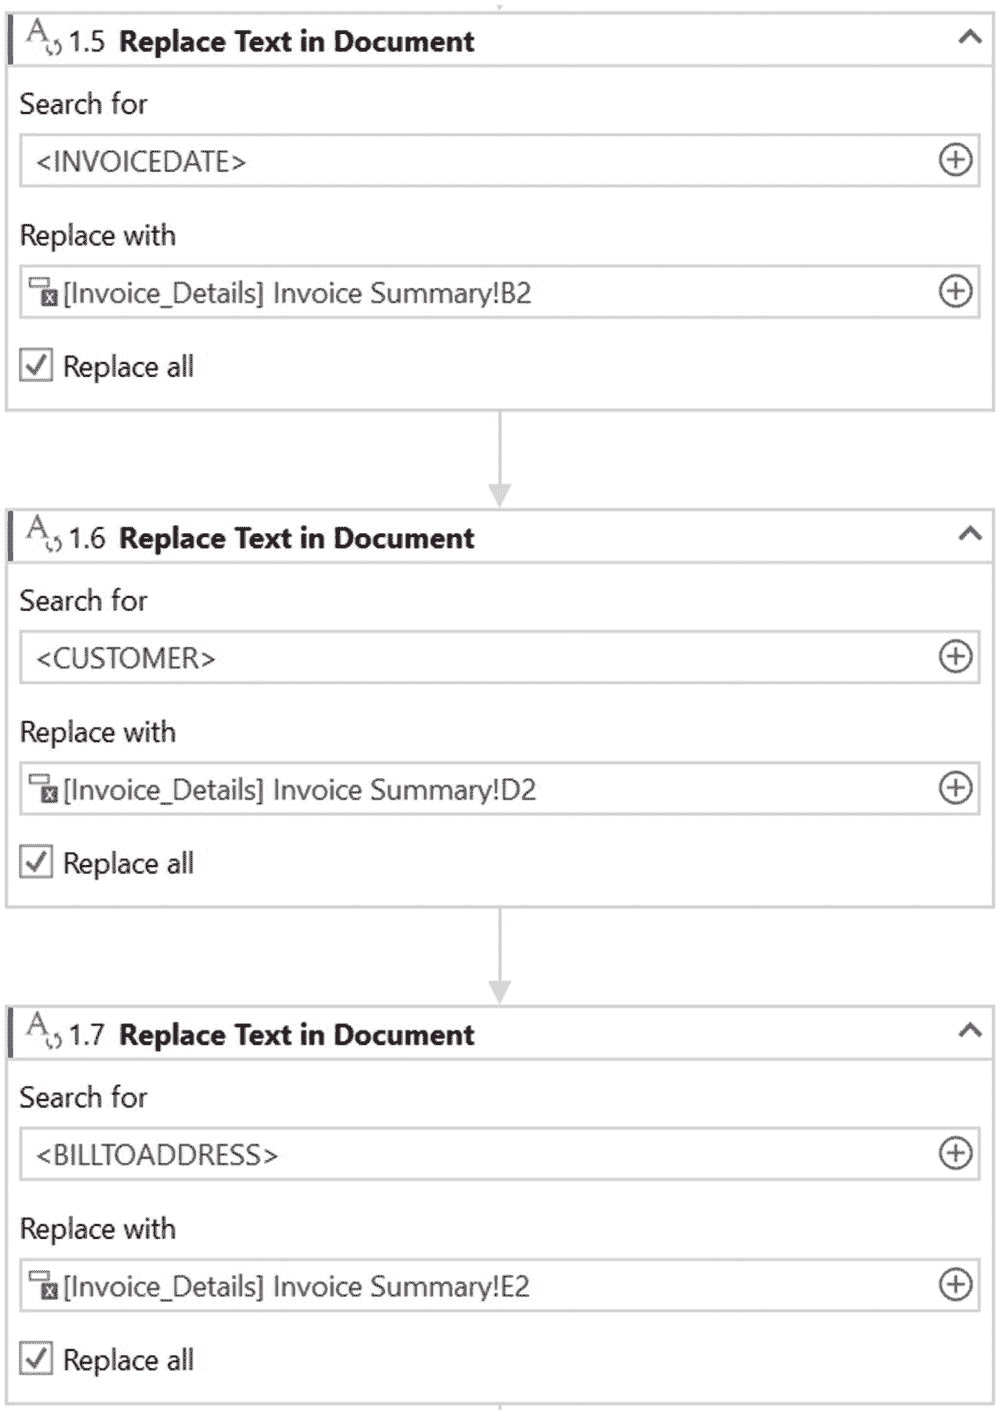 1.5 Replace Text in Document
Search for
<INVOICEDATE>
Replace with
[Invoice_Details] Invoice Summary!B2
Replace all
1.6 Replace Text in Document
Search for
<CUSTOMER>
Replace with
[Invoice_Details] Invoice Summary!D2
Replace all
1.7 Replace Text in Document
Search for
<BILLTOADDRESS>
Replace with
[Invoice_Details] Invoice Summary!E2
Replace all